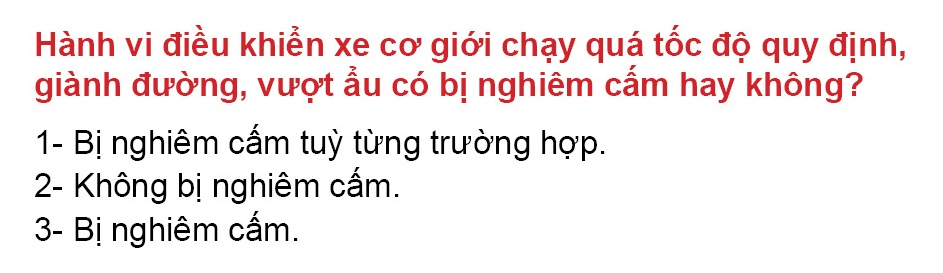 Hành vi điều khiển xe cơ giới chạy quá tốc độ quy định,
giành đường, vượt ẩu có bị nghiêm cấm hay không?
1- Bị nghiêm cấm tuỳ từng trường hợp.
2- Không bị nghiêm cấm.
3- Bị nghiêm cấm.